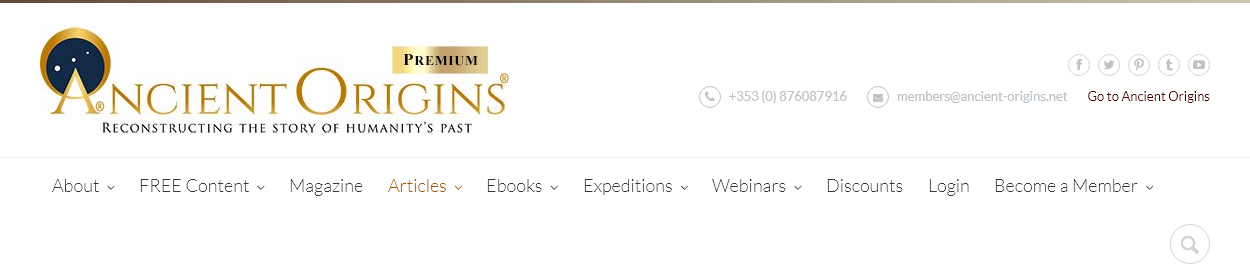 PREMIUM
ANCIENT ORIGINS®
RECONSTRUCTING THE STORY OF HUMANITY'S PAST
+353 (0) 876087916 members@ancient-origins.net Go to Ancient Origins
About FREE Content Magazine Articles Ebooks Expeditions Webinars Discounts Login Become a Member